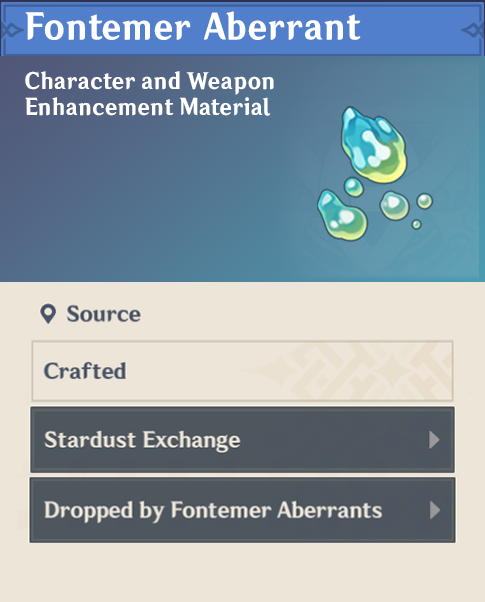 Fontemer Aberrant
Character and Weapon
Enhancement Material
Source
Crafted
Stardust Exchange
Dropped by Fontemer Aberrants